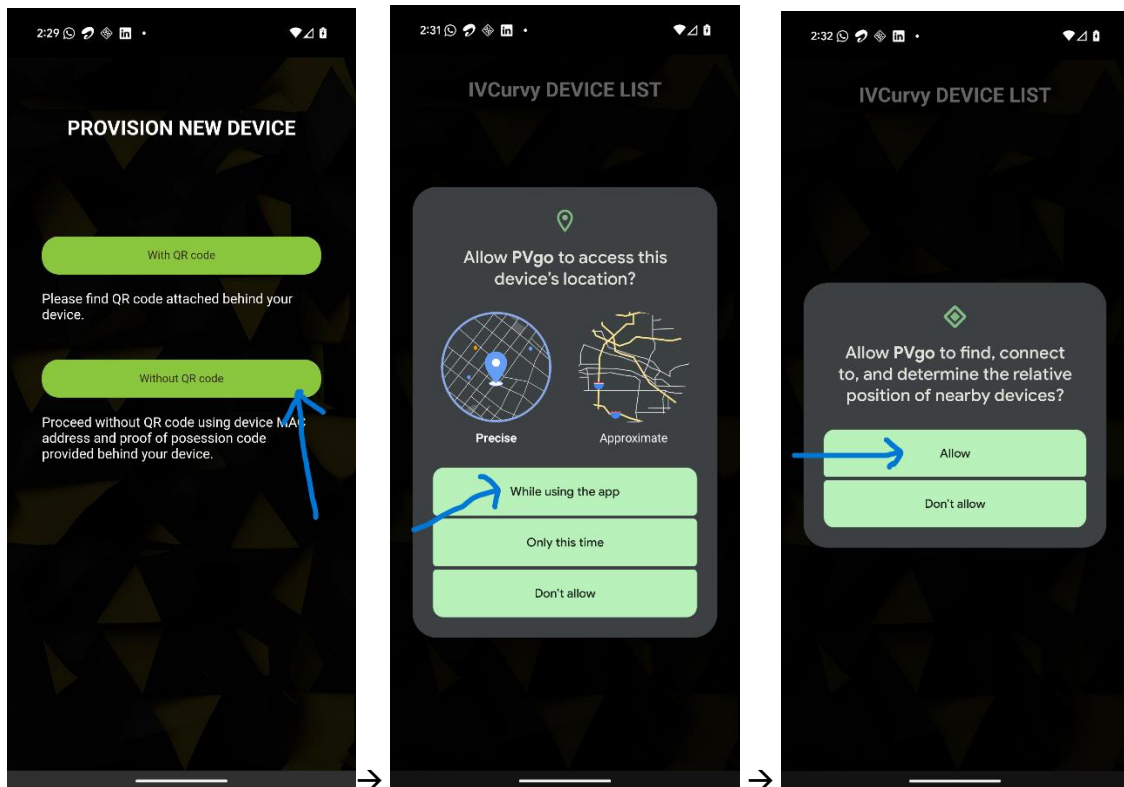 2:29
PROVISION NEW DEVICE
With QR code
Please find QR code attached behind your
device.
Without QR code
Proceed without QR code using device MAC
address and proof of posession code
provided behind your device.
→
2:31
IVCurvy DEVICE LIST
Allow PVgo to access this
device's location?
Precise
Approximate
While using the app
Only this time
Don't allow
→
2:32
IVCurvy DEVICE LIST
Allow PVgo to find, connect
to, and determine the relative
position of nearby devices?
Allow
Don't allow